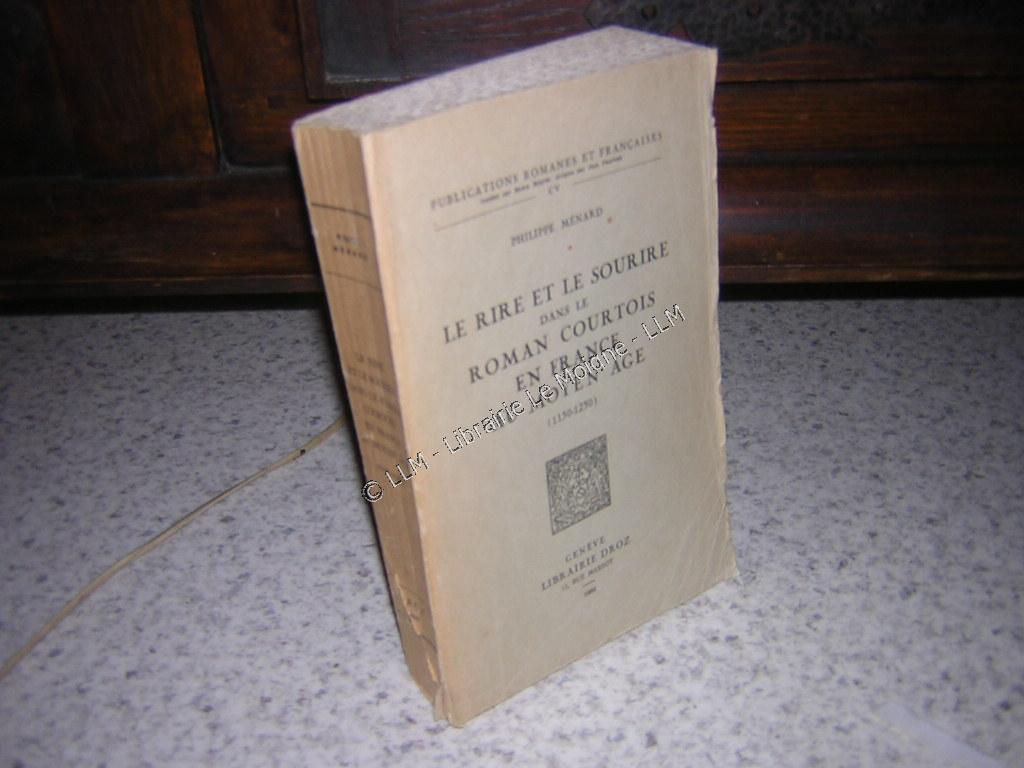 PUBLICATIONS ROMANES ET FRANÇAISES
CV
PHILIPPE MÉNARD
LE RIRE ET LE SOURIRE
DANS LE
ROMAN COURTOIS
EN FRANCE
AU MOYEN AGE
(1150-1250)
GENÈVE
LIBRAIRIE DROZ
11, RUE MASSOT
1969
© LLM - Librairie Le Moigne - LLM